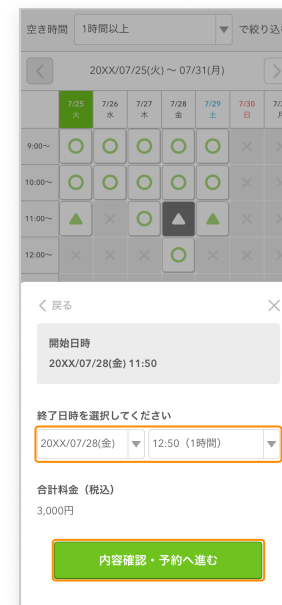 空き時間 1時間以上 ▼ で絞り込
20XX/07/25(火) ～ 07/31(月)
7/25 7/26 7/27 7/28 7/29 7/30 7/
火 水 木 金 土 日
9:00～
10:00～
11:00～
12:00～
戻る
開始日時
20XX/07/28(金) 11:50
終了日時を選択してください
20XX/07/28(金) ▼ 12:50（1時間） ▼
合計料金（税込）
3,000円
内容確認・予約へ進む